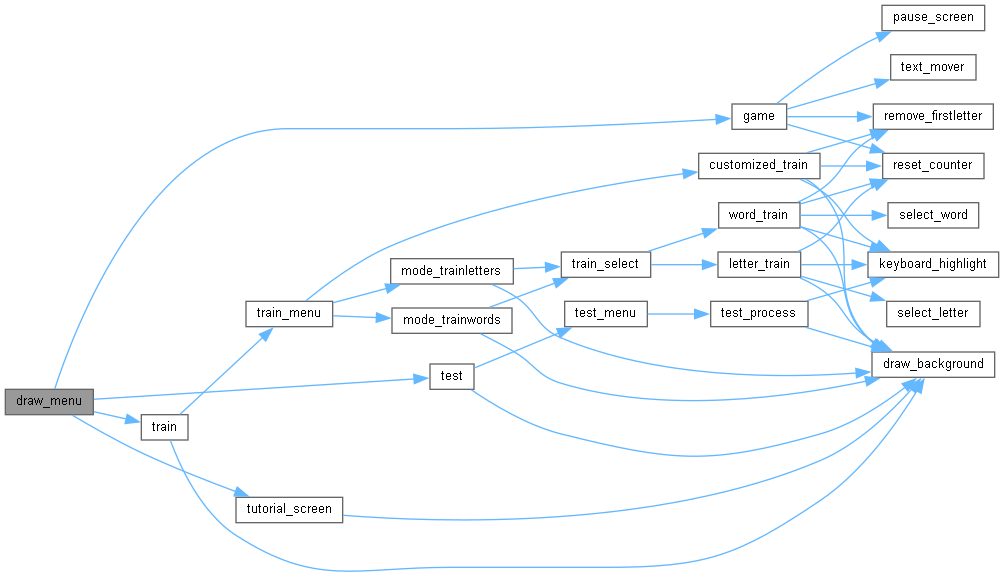 pause_screen
text_mover
game
remove_firstletter
customized_train
reset_counter
word_train
select_word
mode_trainletters
train_select
letter_train
keyboard_highlight
train_menu
mode_trainwords
test_menu
test_process
select_letter
test
draw_background
draw_menu
train
tutorial_screen